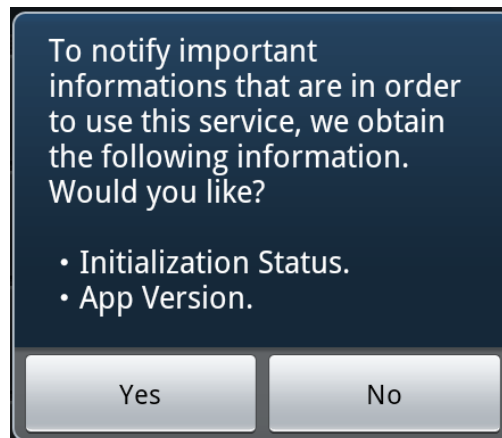 To notify important
informations that are in order
to use this service, we obtain
the following information.
Would you like?
・Initialization Status.
・App Version.
Yes
No